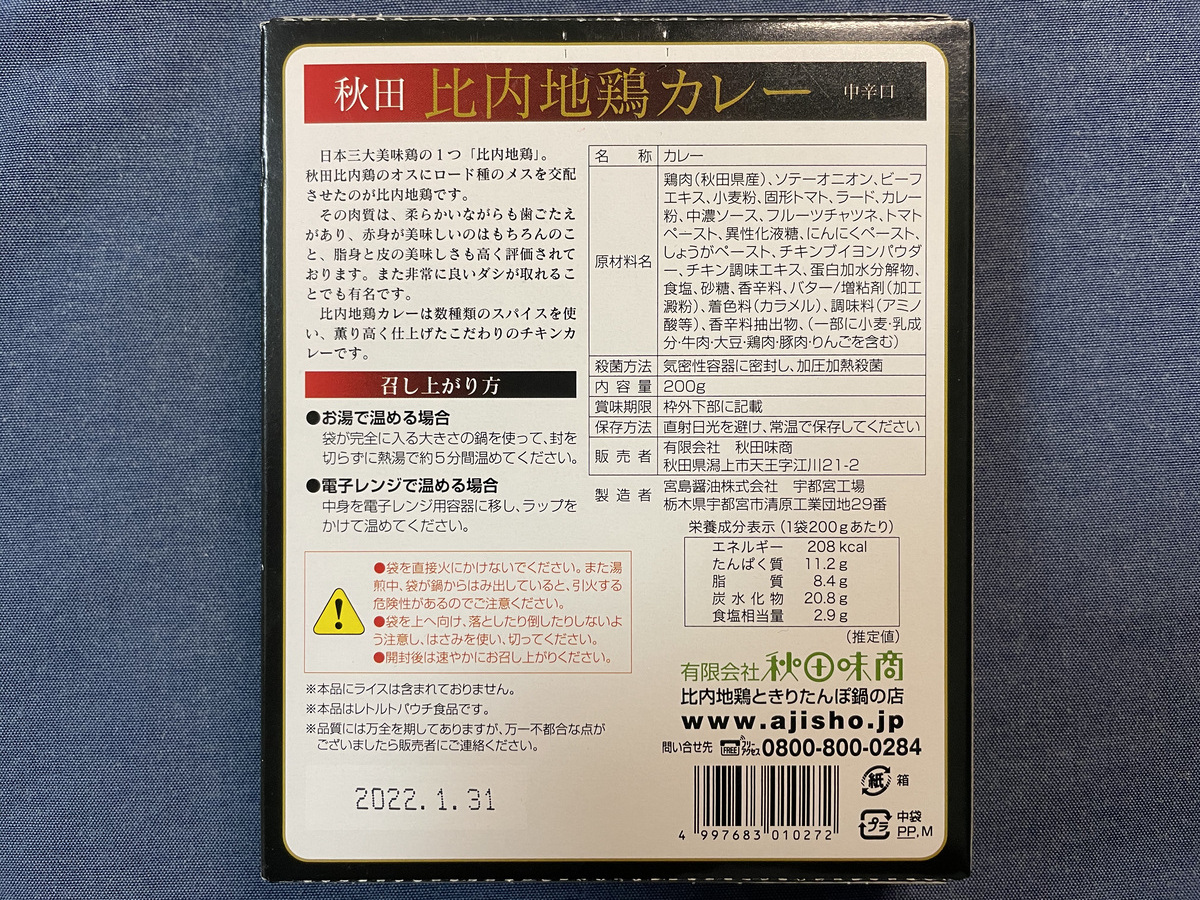 秋田 比内地鶏カレー 中辛口
日本三大美味鶏の1つ「比内地鶏」。
秋田比内鶏のオスにロード種のメスを交配
させたのが比内地鶏です。
その肉質は、柔らかいながらも歯ごたえ
があり、赤身が美味しいのはもちろんのこ
と、脂身と皮の美味しさも高く評価されて
おります。また非常に良いダシが取れるこ
とでも有名です。
比内地鶏カレーは数種類のスパイスを使
い、薫り高く仕上げたこだわりのチキンカ
レーです。
召し上がり方
●お湯で温める場合
袋が完全に入る大きさの鍋を使って、封を
切らずに熱湯で約5分間温めてください。
●電子レンジで温める場合
中身を電子レンジ用容器に移し、ラップを
かけて温めてください。
●袋を直接火にかけないでください。また湯
煎中、袋が鍋からはみ出していると、引火する
危険性があるのでご注意ください。
●袋を上へ向け、落としたり倒したりしないよ
う注意し、はさみを使い、切ってください。
●開封後は速やかにお召し上がりください。
※本品にライスは含まれておりません。
※本品はレトルトパウチ食品です。
※品質には万全を期してありますが、万一不都合な点が
ございましたら販売者にご連絡ください。
2022.1.31
名称 カレー
原材料名 鶏肉(秋田県産)、ソテーオニオン、ビーフ
エキス、小麦粉、固形トマト、ラード、カレー
粉、中濃ソース、フルーツチャツネ、トマト
ペースト、異性化液糖、にんにくペースト、
しょうがペースト、チキンブイヨンパウダ
ー、チキン調味エキス、蛋白加水分解物、
食塩、砂糖、香辛料、バター/増粘剤(加工
澱粉)、着色料(カラメル)、調味料(アミノ
酸等)、香辛料抽出物、(一部に小麦・乳成
分・牛肉・大豆・鶏肉・豚肉・りんごを含む)
殺菌方法 気密性容器に密封し、加圧加熱殺菌
内容量 200g
賞味期限 枠外下部に記載
保存方法 直射日光を避け、常温で保存してください
販売者 有限会社 秋田味商
秋田県潟上市天王字江川21-2
製造者 宮島醤油株式会社 宇都宮工場
栃木県宇都宮市清原工業団地29番
栄養成分表示(1袋200gあたり)
エネルギー 208kcal
たんぱく質 11.2g
脂質 8.4g
炭水化物 20.8g
食塩相当量 2.9g
(推定値)
有限会社 秋田味商
比内地鶏ときりたんぽ鍋の店
www.ajisho.jp
問い合せ先 FREE フリーアクセス 0800-800-0284
紙 箱
プラ 中袋
PP,M
4 997683 010272